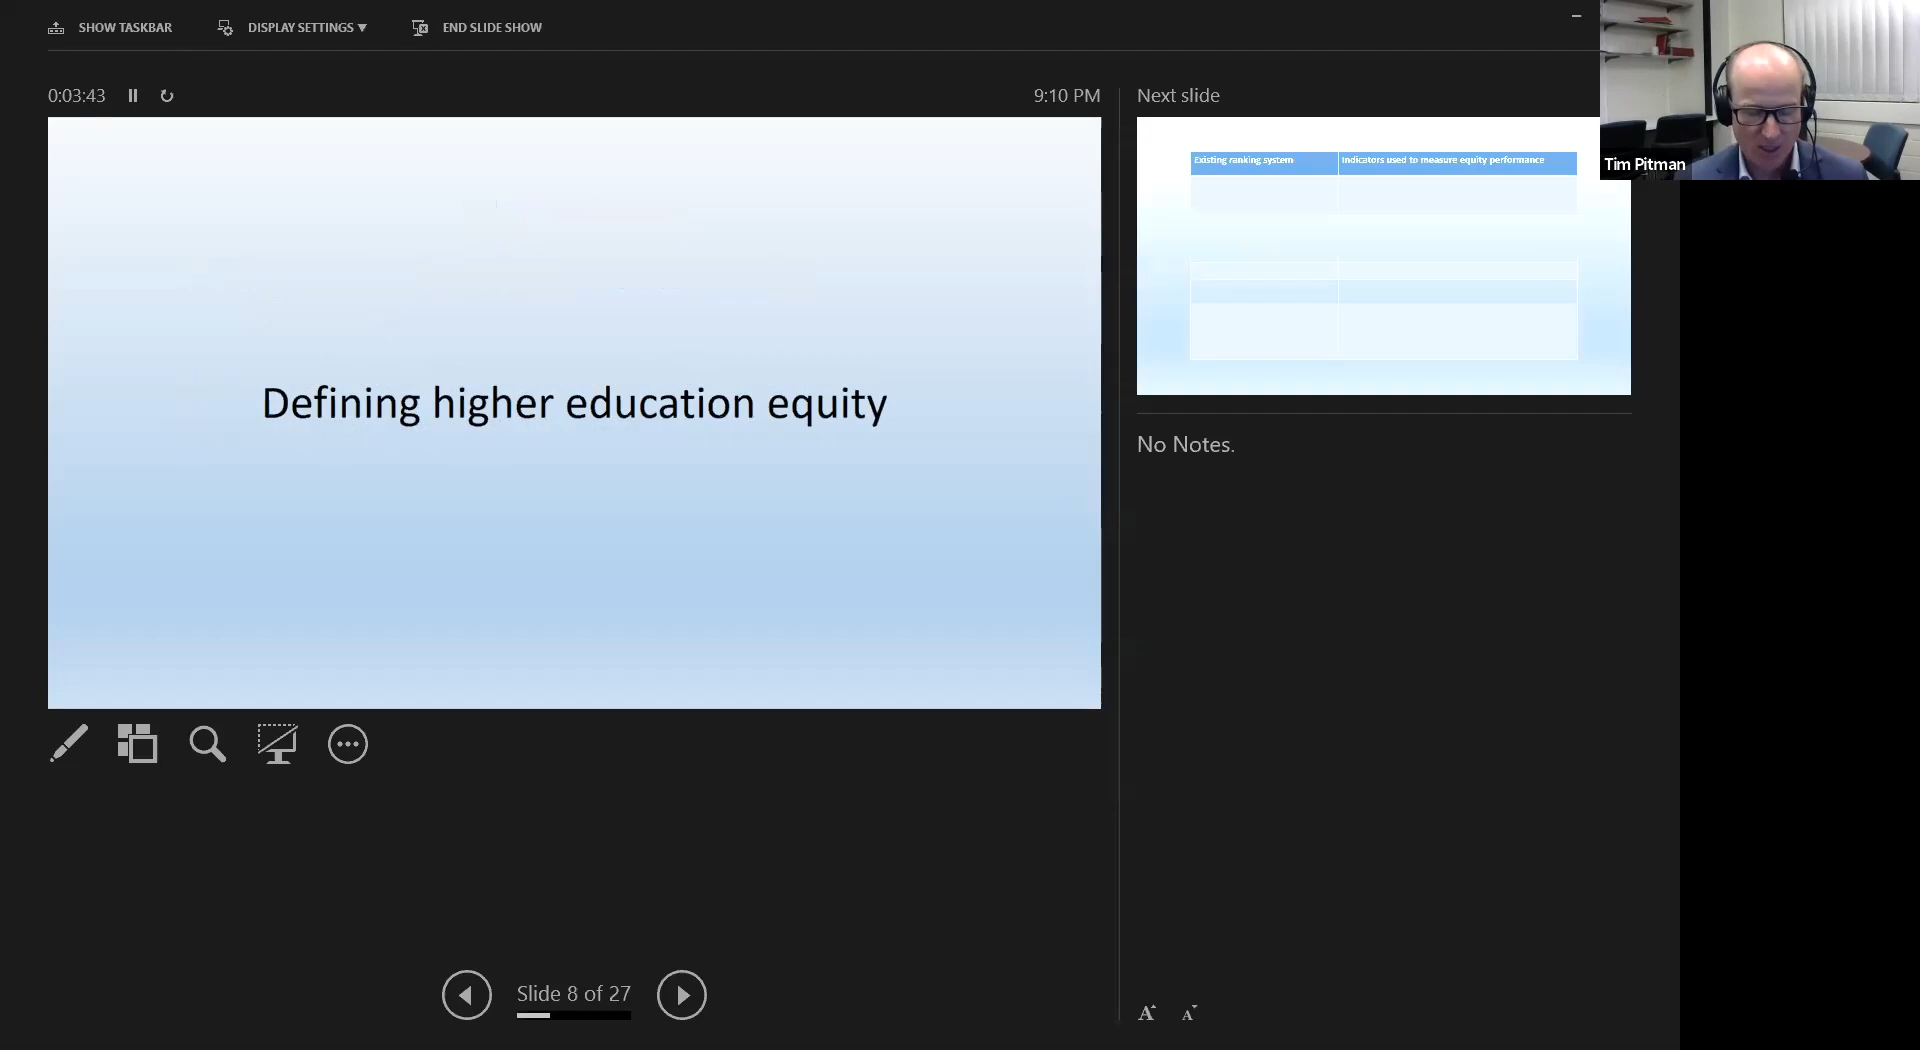 SHOW TASKBAR
DISPLAY SETTINGS ▼
END SLIDE SHOW
0:03:43
9:10 PM
Next slide
Defining higher education equity
Existing ranking system
Indicators used to measure equity performance
Tim Pitman
No Notes.
Slide 8 of 27
A
A